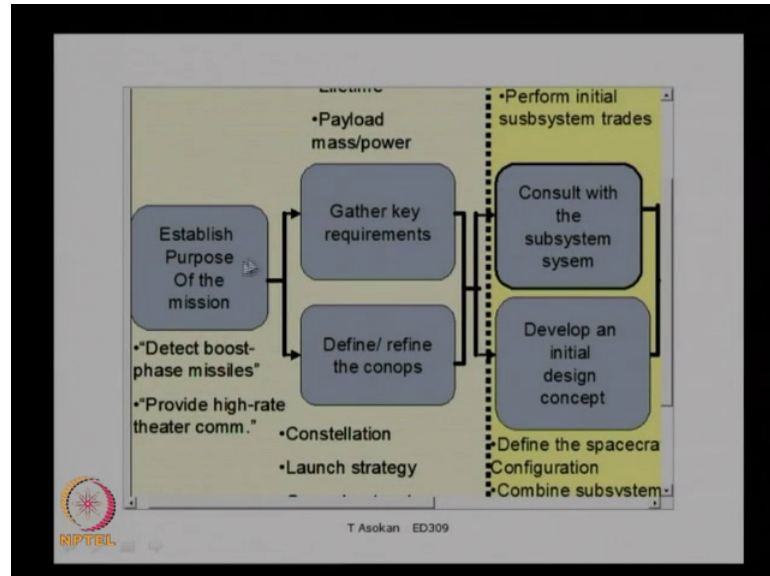 Lifetime
•Payload
mass/power
•Perform initial
susbsystem trades
Establish
Purpose
Of the
mission
Gather key
requirements
Define/ refine
the conops
Consult with
the
subsystem
sysem
Develop an
initial
design
concept
•"Detect boost-
phase missiles"
•"Provide high-rate
theater comm."
•Constellation
•Launch strategy
•Define the spacecra
Configuration
•Combine subsystem
T Asokan ED309
NPTEL